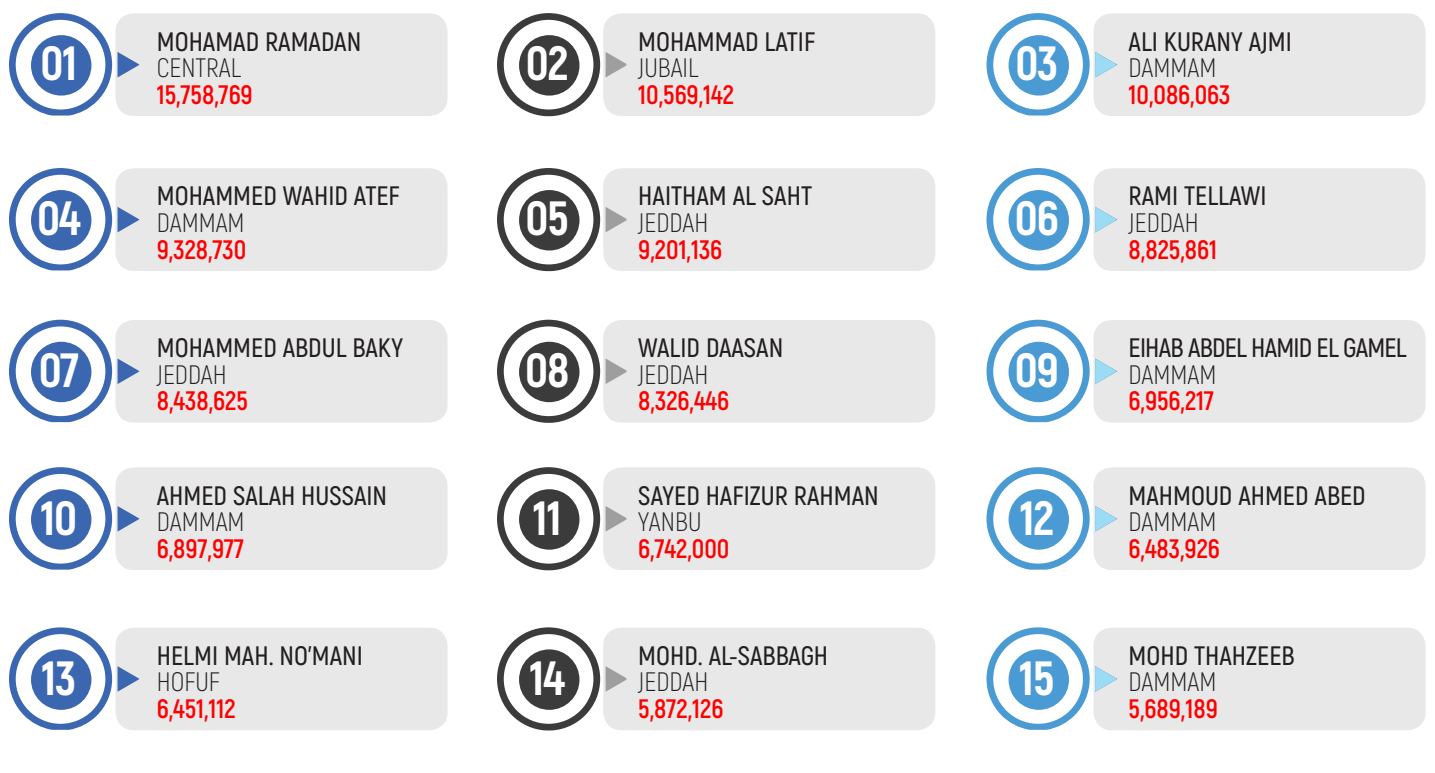 01
MOHAMAD RAMADAN
CENTRAL
15,758,769
02
MOHAMMAD LATIF
JUBAIL
10,569,142
03
ALI KURANY AJMI
DAMMAM
10,086,063
04
MOHAMMED WAHID ATEF
DAMMAM
9,328,730
05
HAITHAM AL SAHT
JEDDAH
9,201,136
06
RAMI TELLAWI
JEDDAH
8,825,861
07
MOHAMMED ABDUL BAKY
JEDDAH
8,438,625
08
WALID DAASAN
JEDDAH
8,326,446
09
EIHAB ABDEL HAMID EL GAMEL
DAMMAM
6,956,217
10
AHMED SALAH HUSSAIN
DAMMAM
6,897,977
11
SAYED HAFIZUR RAHMAN
YANBU
6,742,000
12
MAHMOUD AHMED ABED
DAMMAM
6,483,926
13
HELMI MAH. NO'MANI
HOFUF
6,451,112
14
MOHD. AL-SABBAGH
JEDDAH
5,872,126
15
MOHD THAHZEEB
DAMMAM
5,689,189